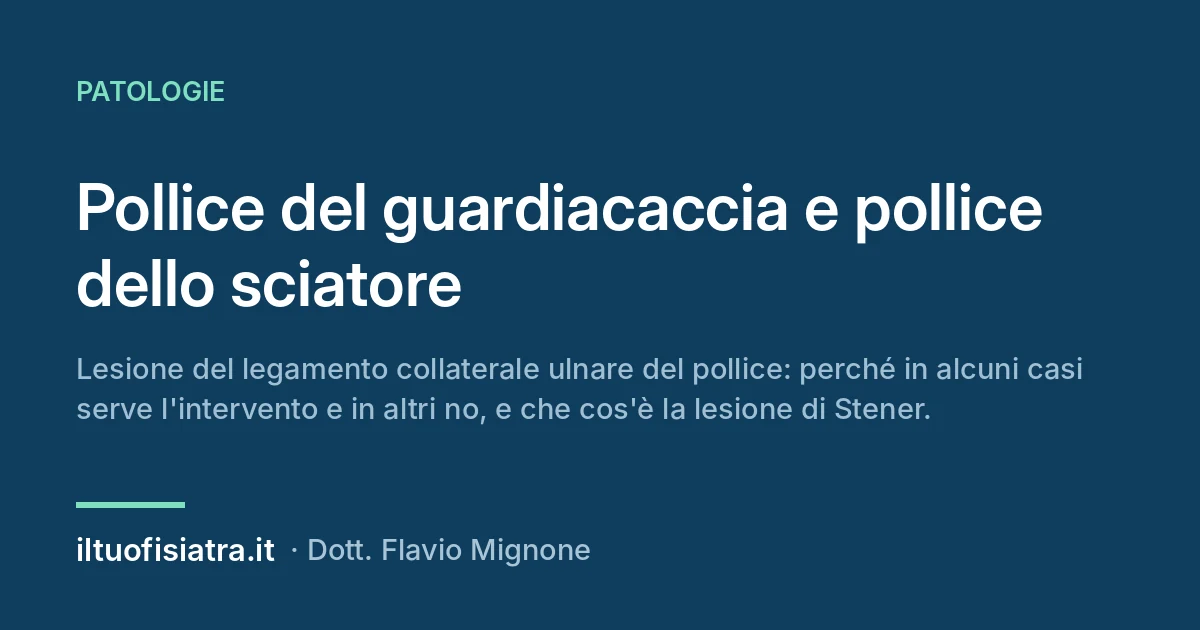 PATOLOGIE
Pollice del guardiacaccia e pollice
dello sciatore
Lesione del legamento collaterale ulnare del pollice: perché in alcuni casi
serve l'intervento e in altri no, e che cos'è la lesione di Stener.
iltuofisiatra.it · Dott. Flavio Mignone